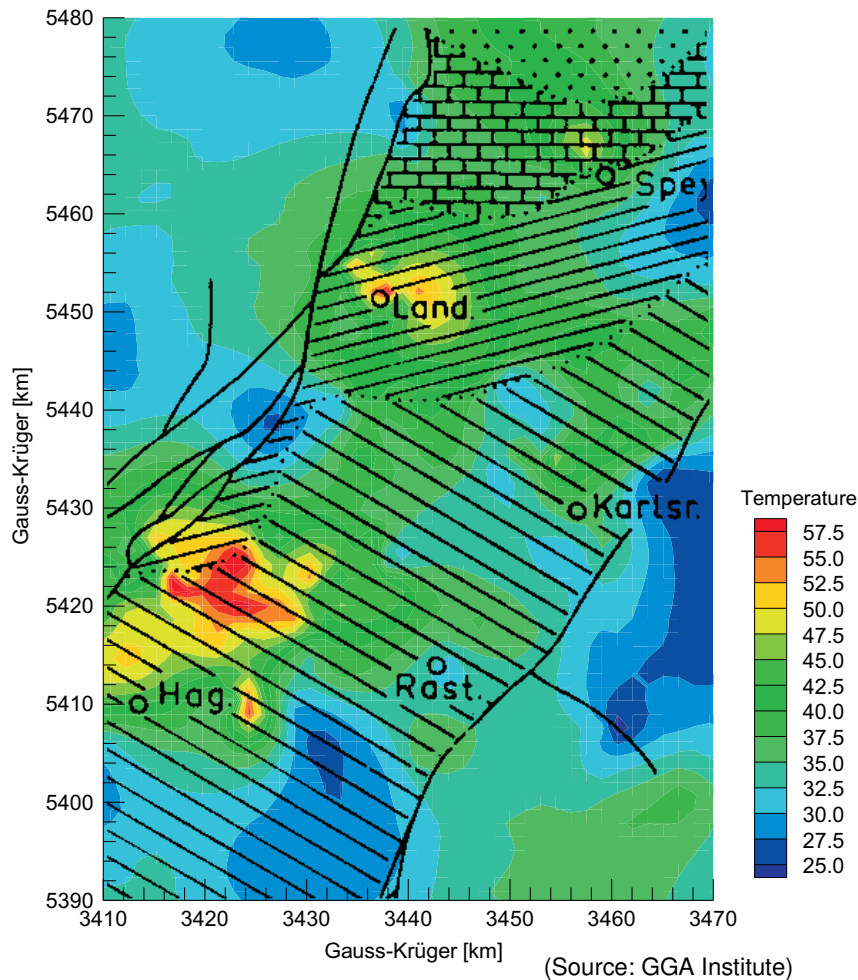 5480
5470
5460
5450
5440
5430
5420
5410
5400
5390
Gauss-Krüger [km]
Spey
Land.
Karlsr.
Rast.
Hag.
3410 3420 3430 3440 3450 3460 3470
Gauss-Krüger [km]
Temperature
57.5
55.0
52.5
50.0
47.5
45.0
42.5
40.0
37.5
35.0
32.5
30.0
27.5
25.0
(Source: GGA Institute)